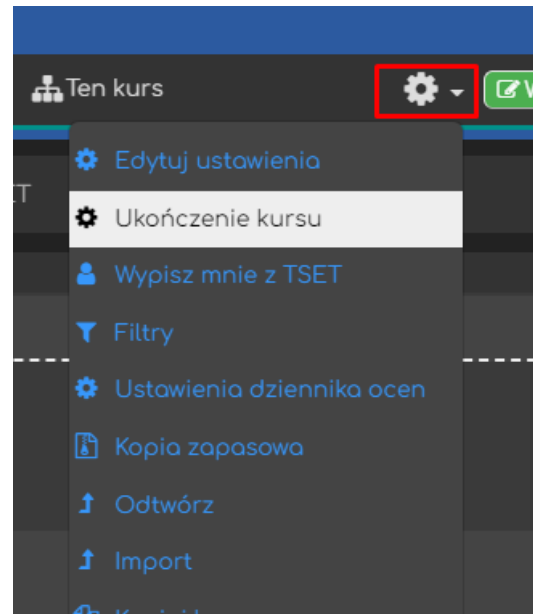 Ten kurs
W
T
Edytuj ustawienia
Ukończenie kursu
Wypisz mnie z TSET
Filtry
Ustawienia dziennika ocen
Kopia zapasowa
Odtwórz
Import